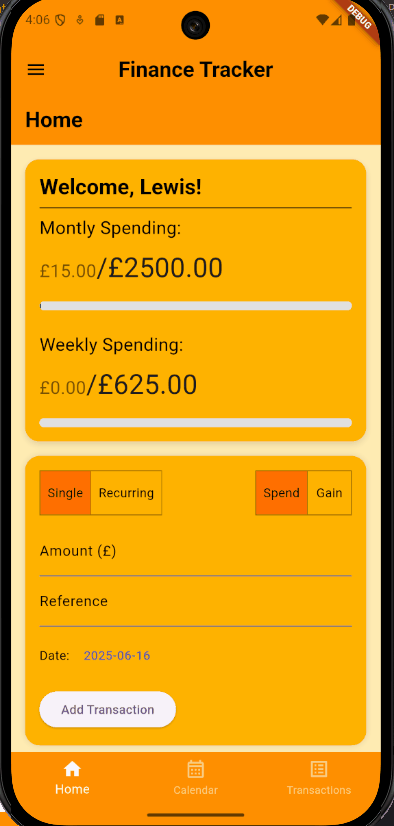 4:06
DEBUG
Finance Tracker
Home
Welcome, Lewis!
Montly Spending:
£15.00/£2500.00
Weekly Spending:
£0.00/£625.00
Single Recurring Spend Gain
Amount (£)
Reference
Date: 2025-06-16
Add Transaction
Home Calendar Transactions